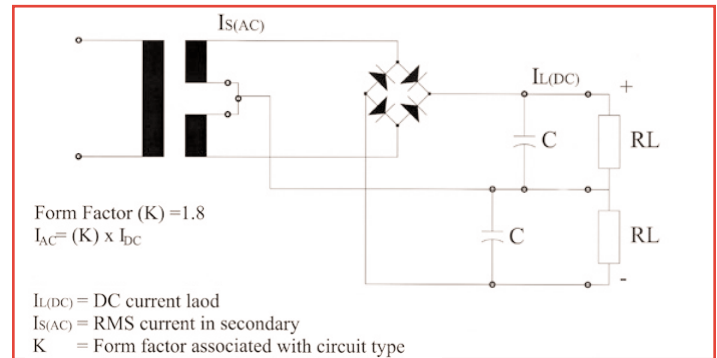 IS(AC)
IL(DC)
+
C
RL
Form Factor (K) =1.8
IAC= (K) x IDC
C
RL
-
IL(DC) = DC current laod
IS(AC) = RMS current in secondary
K = Form factor associated with circuit type